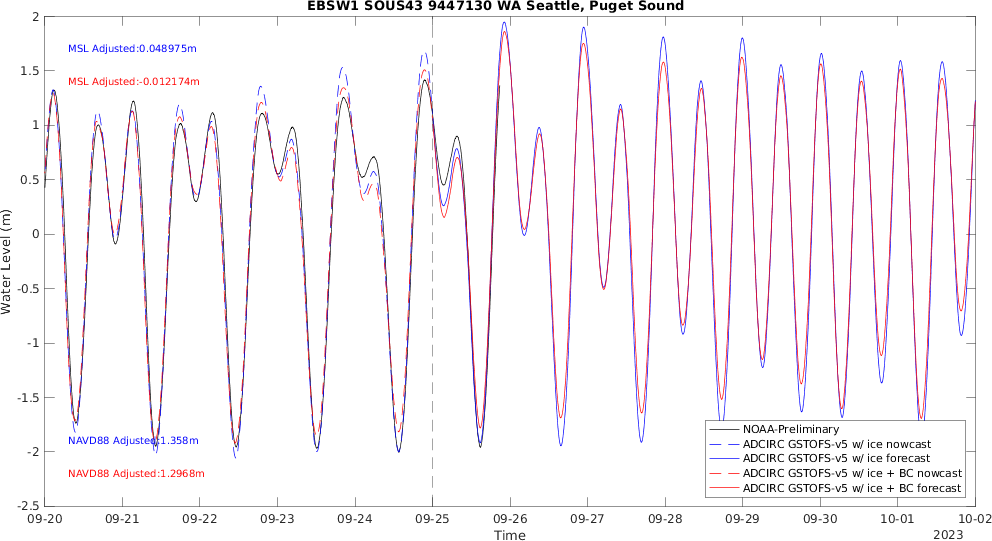 EBSW1 SOUS43 9447130 WA Seattle, Puget Sound
2
1.5
1
0.5
0
-0.5
-1
-1.5
-2
-2.5
Water Level (m)
MSL Adjusted:0.048975m
MSL Adjusted:-0.012174m
NAVD88 Adjusted:1.358m
NAVD88 Adjusted:1.2968m
NOAA-Preliminary
ADCIRC GSTOFS-v5 w/ ice nowcast
ADCIRC GSTOFS-v5 w/ ice forecast
ADCIRC GSTOFS-v5 w/ ice + BC nowcast
ADCIRC GSTOFS-v5 w/ ice + BC forecast
09-20 09-21 09-22 09-23 09-24 09-25 09-26 09-27 09-28 09-29 09-30 10-01 10-02
Time
2023